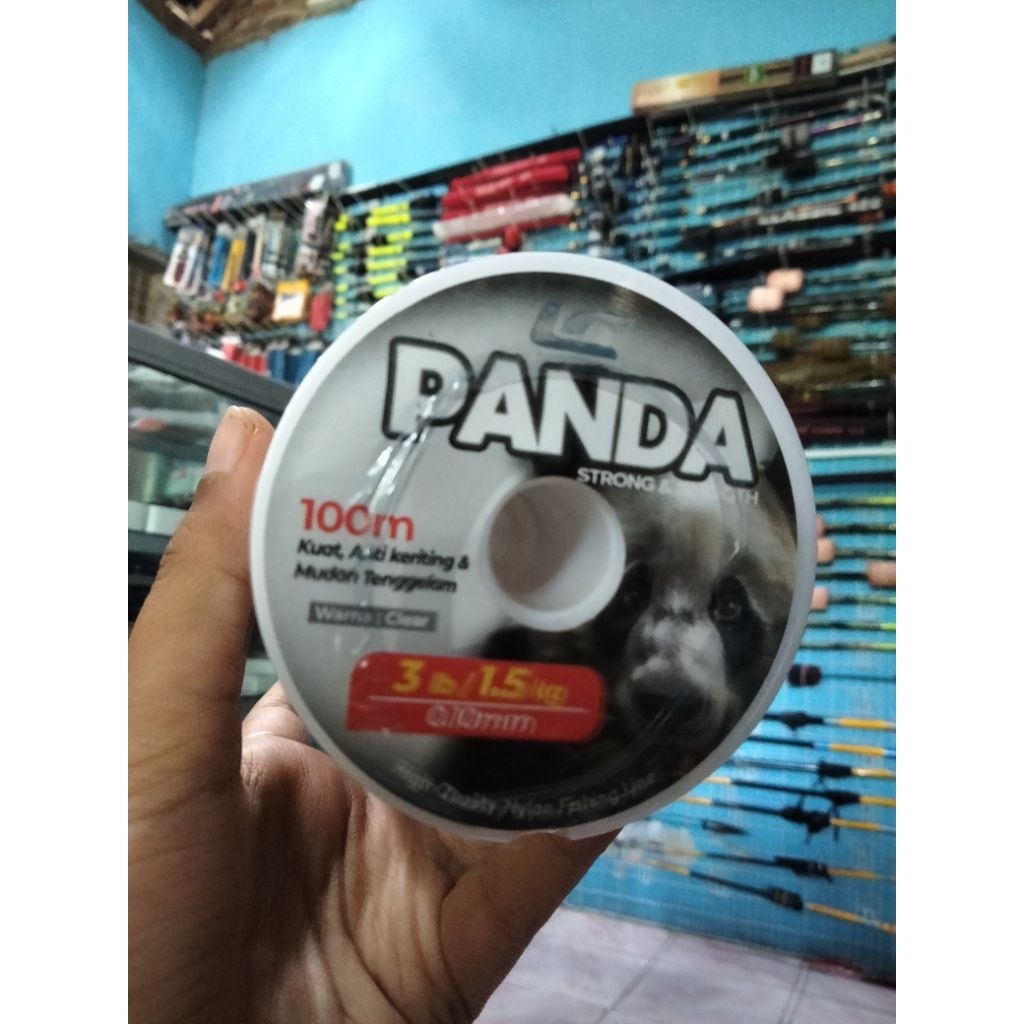 PANDA
STRONG & SMOOTH
100m
Kuat, Anti keriting &
Mudah Tenggelam
Warna : Clear
3 lb / 1.5 kg
0.10mm
High Quality Nylon Fishing Line